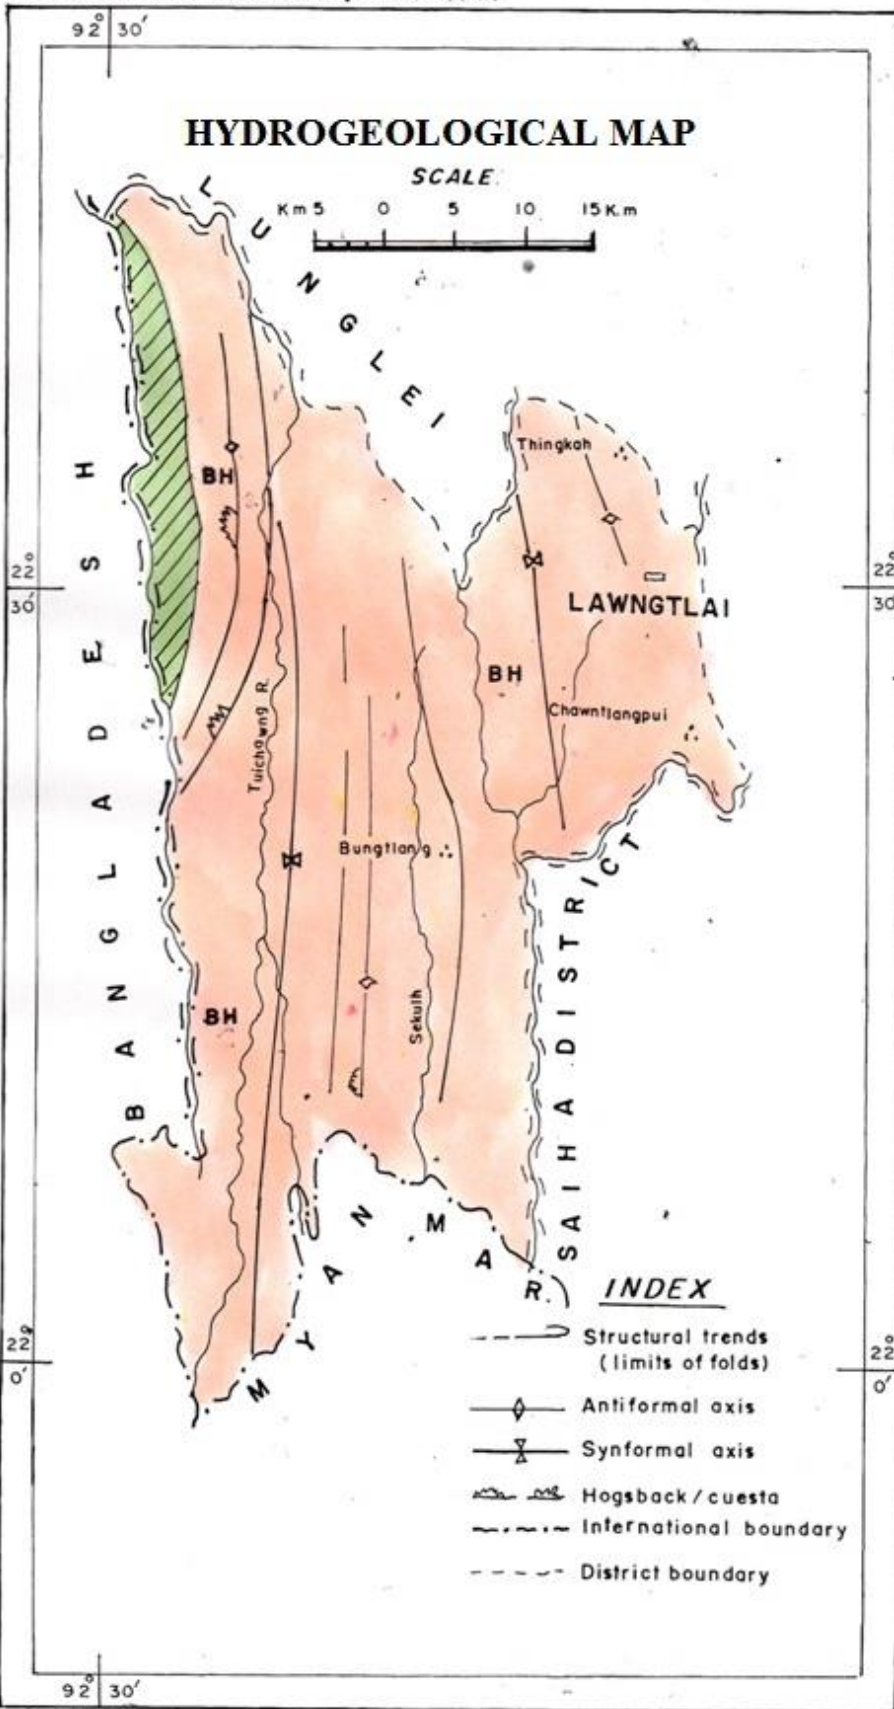 92° 30'
HYDROGEOLOGICAL MAP
SCALE.
Km 5 0 5 10 15 K.m
LUNGLEI
Thingkah
BH
BANGLADESH
22° 30'
22° 30'
LAWNGTLAI
BH
Tuichawng R.
Chawntlangpui
Bungtlang
SAIHA DISTRICT
BH
Sekulh
MYANMAR
INDEX
22° 0'
22° 0'
Structural trends
(limits of folds)
Antiformal axis
Synformal axis
Hogsback/cuesta
International boundary
District boundary
92° 30'